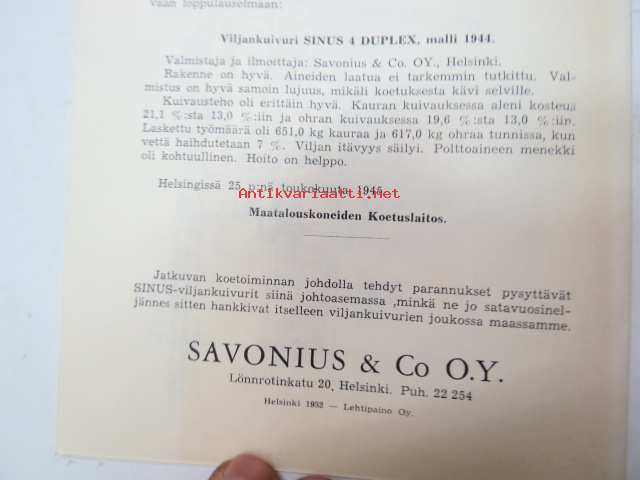 vaan loppulauselmaan:
Viljankuivuri SINUS 4 DUPLEX, malli 1944.
Valmistaja ja ilmoittaja: Savonius & Co. OY., Helsinki.
Rakenne on hyvä. Aineiden laatua ei tarkemmin tutkittu. Val-
mistus on hyvä samoin lujuus, mikäli koetuksesta kävi selville.
Kuivausteho oli erittäin hyvä. Kauran kuivauksessa aleni kosteus
21,1 %:sta 13,0 %:iin ja ohran kuivauksessa 19,6 %:sta 13,0 %:iin.
Laskettu työmäärä oli 651,0 kg kauraa ja 617,0 kg ohraa tunnissa, kun
vettä haihdutetaan 7 %. Viljan itävyys säilyi. Polttoaineen menekki
oli kohtuullinen. Hoito on helppo.
Helsingissä 25 p:nä toukokuuta 1945.
Antikvariaatti.net
Maatalouskoneiden Koetuslaitos.
Jatkuvan koetoiminnan johdolla tehdyt parannukset pysyttävät
SINUS-viljankuivurit siinä johtoasemassa ,minkä ne jo satavuosinel-
jännes sitten hankkivat itselleen viljankuivurien joukossa maassamme.
SAVONIUS & Co O.Y.
Lönnrotinkatu 20, Helsinki. Puh. 22 254
Helsinki 1952 — Lehtipaino Oy.